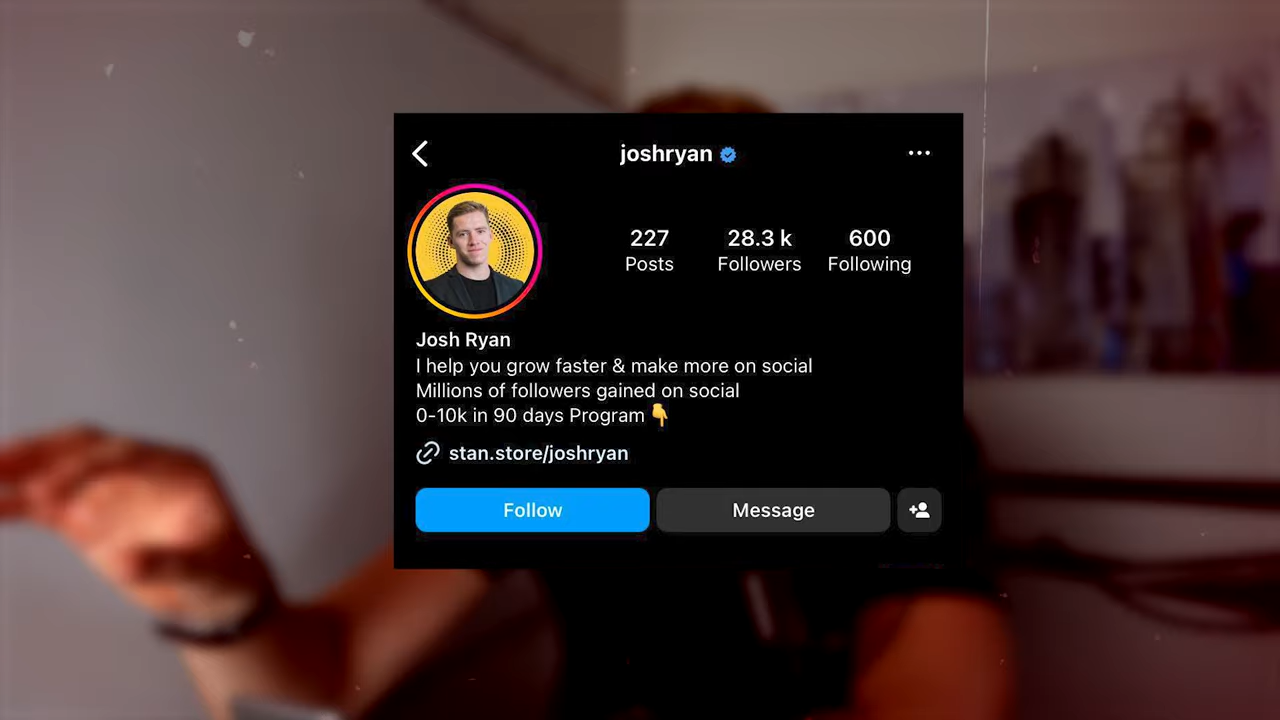 joshryan
227 28.3 k 600
Posts Followers Following
Josh Ryan
I help you grow faster & make more on social
Millions of followers gained on social
0-10k in 90 days Program 👇
stan.store/joshryan
Follow Message